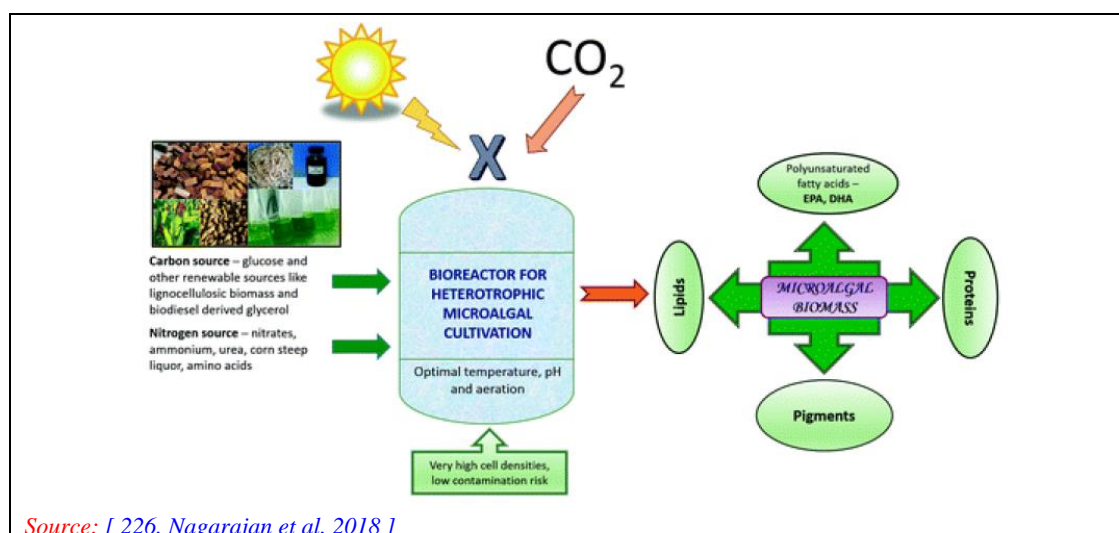 CO₂
X
Carbon source – glucose and
other renewable sources like
lignocellulosic biomass and
biodiesel derived glycerol
Nitrogen source – nitrates,
ammonium, urea, corn steep
liquor, amino acids
BIOREACTOR FOR
HETEROTROPHIC
MICROALGAL
CULTIVATION
Optimal temperature, pH
and aeration
Very high cell densities,
low contamination risk
Polyunsaturated
fatty acids –
EPA, DHA
Lipids
MICROALGAL
BIOMASS
Proteins
Pigments
Source: [ 226, Nagarajan et al. 2018 ]